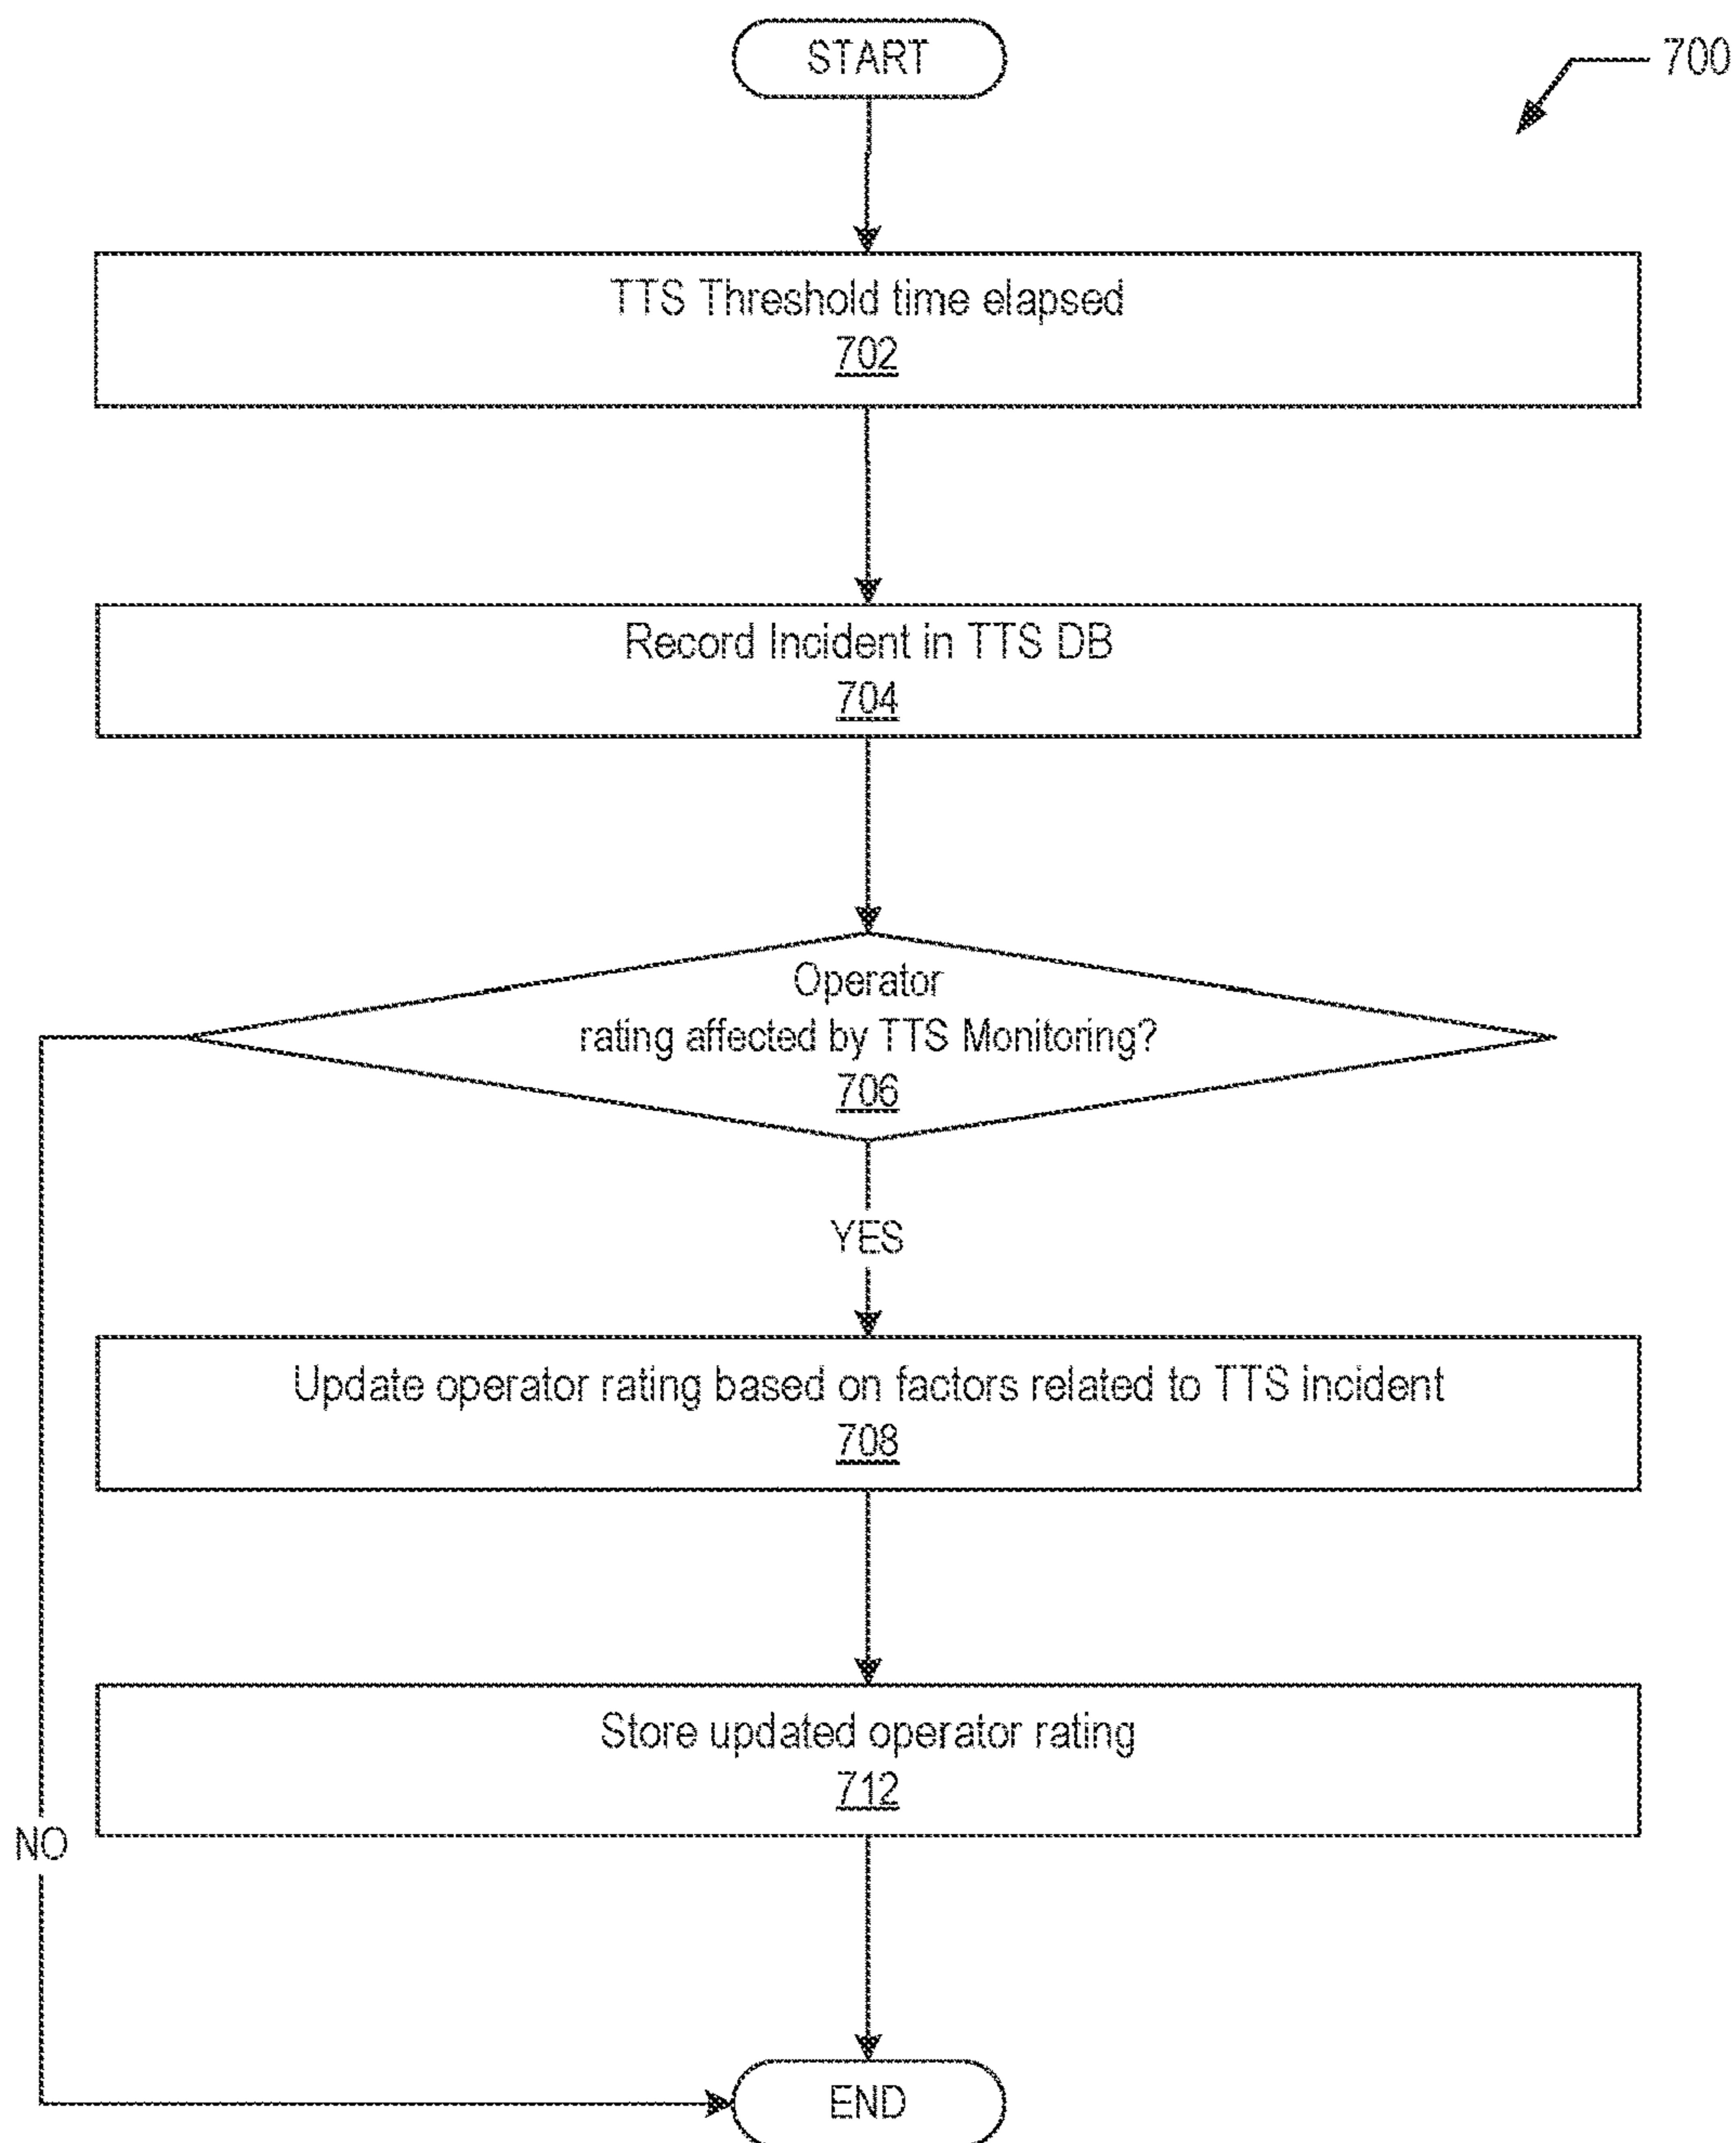 START
700
TTS Threshold time elapsed
702
Record Incident in TTS DB
704
Operator
rating affected by TTS Monitoring?
706
YES
Update operator rating based on factors related to TTS incident
708
Store updated operator rating
712
NO
END